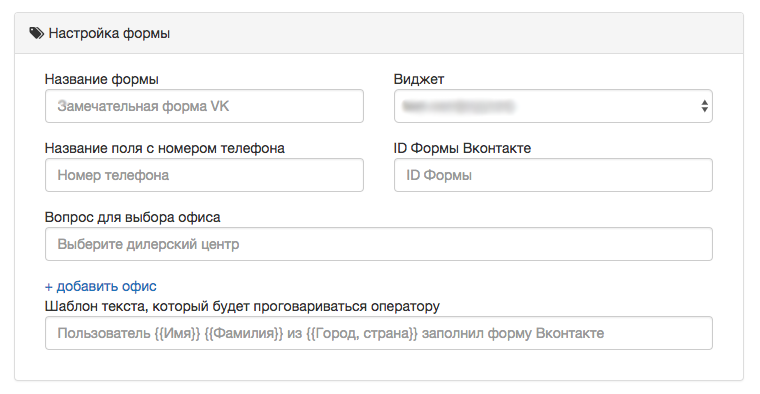 Настройка формы
Название формы
Виджет
Замечательная форма VK
Название поля с номером телефона
ID Формы Вконтакте
Номер телефона
ID Формы
Вопрос для выбора офиса
Выберите дилерский центр
+ добавить офис
Шаблон текста, который будет проговариваться оператору
Пользователь {{Имя}} {{Фамилия}} из {{Город, страна}} заполнил форму Вконтакте